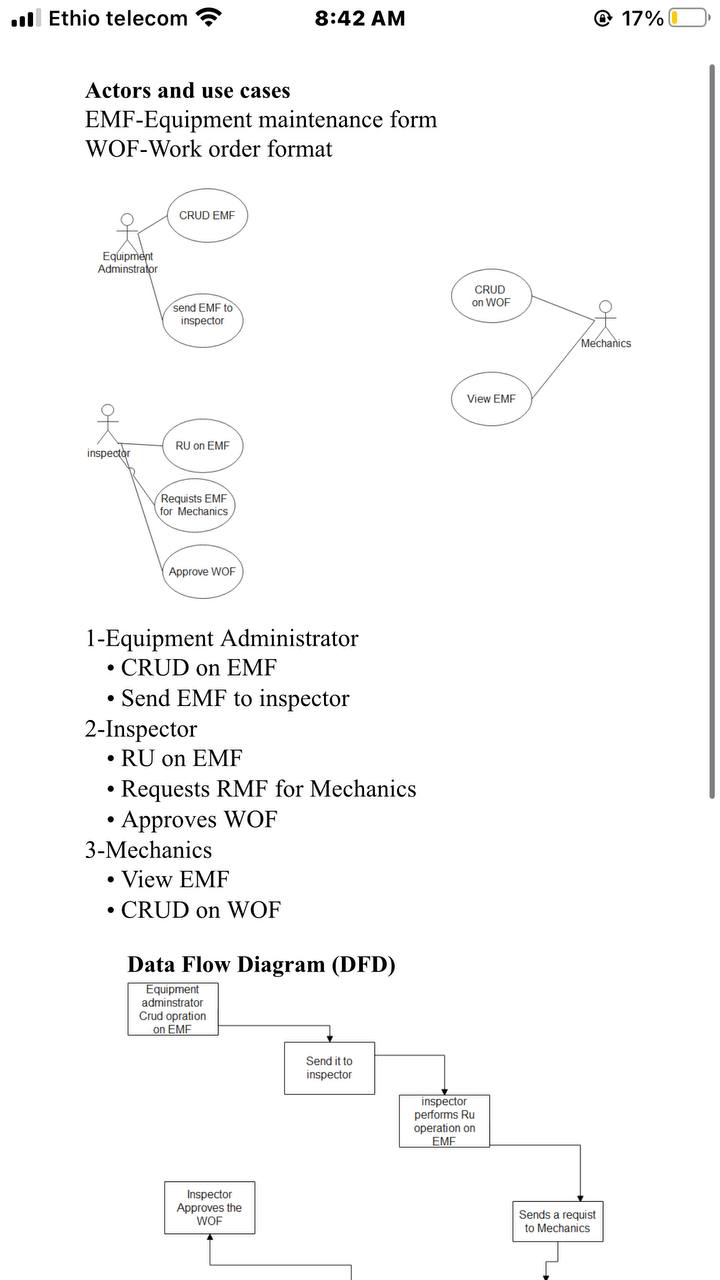 Ethio telecom
8:42 AM
17%
Actors and use cases
EMF-Equipment maintenance form
WOF-Work order format
CRUD EMF
Equipment
Adminstrator
send EMF to
inspector
CRUD
on WOF
Mechanics
View EMF
inspector
RU on EMF
Requists EMF
for Mechanics
Approve WOF
1-Equipment Administrator
• CRUD on EMF
• Send EMF to inspector
2-Inspector
• RU on EMF
• Requests RMF for Mechanics
• Approves WOF
3-Mechanics
• View EMF
• CRUD on WOF
Data Flow Diagram (DFD)
Equipment
adminstrator
Crud opration
on EMF
Send it to
inspector
inspector
performs Ru
operation on
EMF
Inspector
Approves the
WOF
Sends a requist
to Mechanics